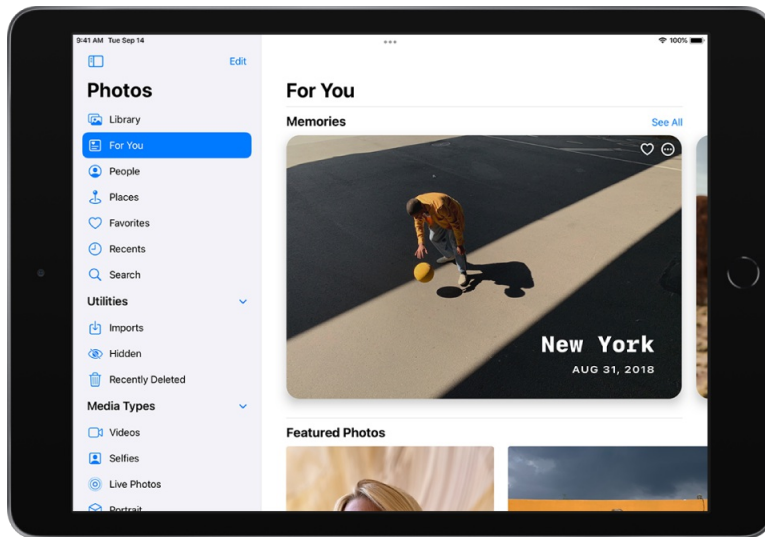 9:41 AM Tue Sep 14
100%
Edit
Photos
Library
For You
People
Places
Favorites
Recents
Search
Utilities
Imports
Hidden
Recently Deleted
Media Types
Videos
Selfies
Live Photos
Portrait
For You
Memories
See All
New York
AUG 31, 2018
Featured Photos